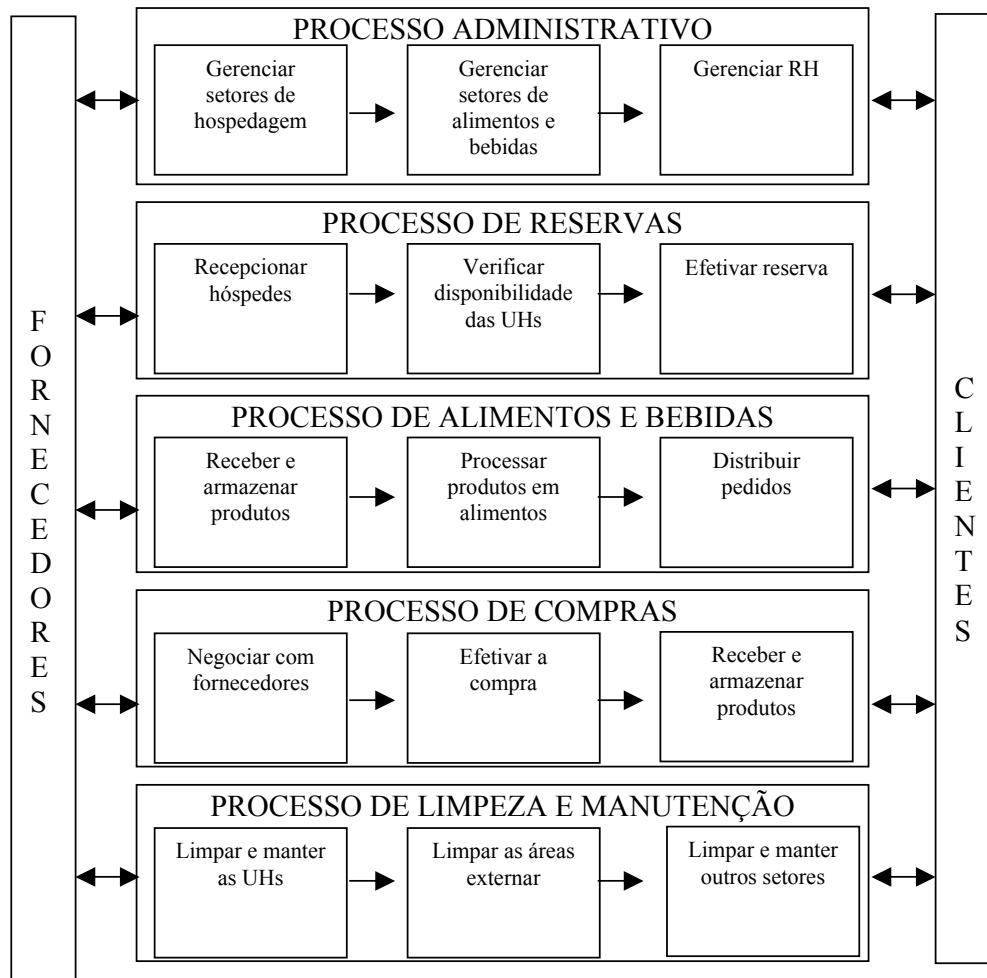 PROCESSO ADMINISTRATIVO
Gerenciar
setores de
hospedagem
Gerenciar
setores de
alimentos e
bebidas
Gerenciar RH
PROCESSO DE RESERVAS
Recepcionar
hóspedes
Verificar
disponibilidade
das UHs
Efetivar reserva
PROCESSO DE ALIMENTOS E BEBIDAS
Receber e
armazenar
produtos
Processar
produtos em
alimentos
Distribuir
pedidos
PROCESSO DE COMPRAS
Negociar com
fornecedores
Efetivar a
compra
Receber e
armazenar
produtos
PROCESSO DE LIMPEZA E MANUTENÇÃO
Limpar e manter
as UHs
Limpar as áreas
externar
Limpar e manter
outros setores
FORNECEDORES
CLIENTES